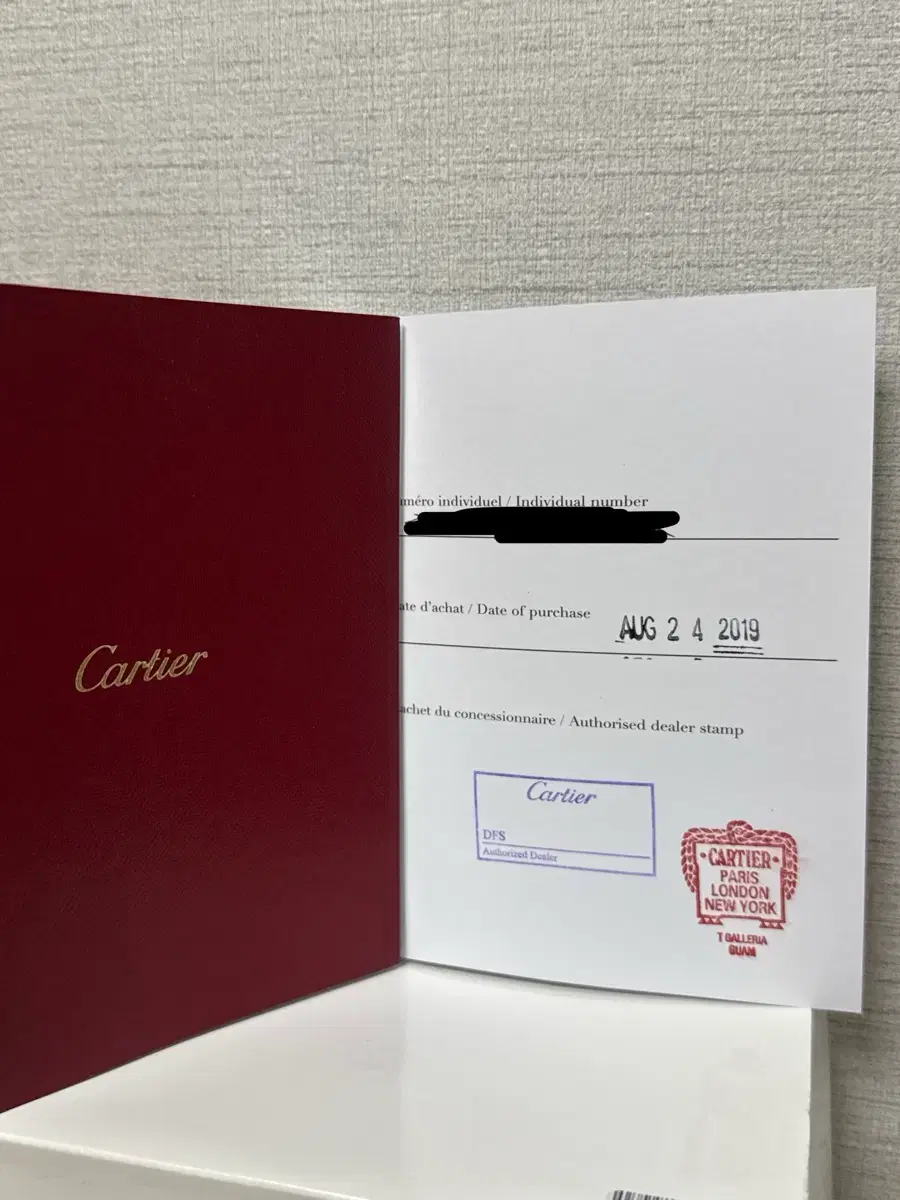 Cartier
uméro individuel / Individual number
ate d'achat / Date of purchase
AUG 2 4 2019
achet du concessionnaire / Authorised dealer stamp
Cartier
DFS
Authorized Dealer
·CARTIER·
PARIS
LONDON
NEW YORK
T GALLERIA
GUAM